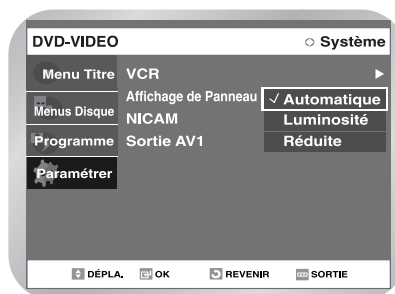 DVD-VIDEO Système
Menu Titre VCR
Menus Disque Affichage de Panneau ✓ Automatique
NICAM Luminosité
Programme Sortie AV1 Réduite
Paramétrer
DÉPLA. OK REVENIR SORTIE